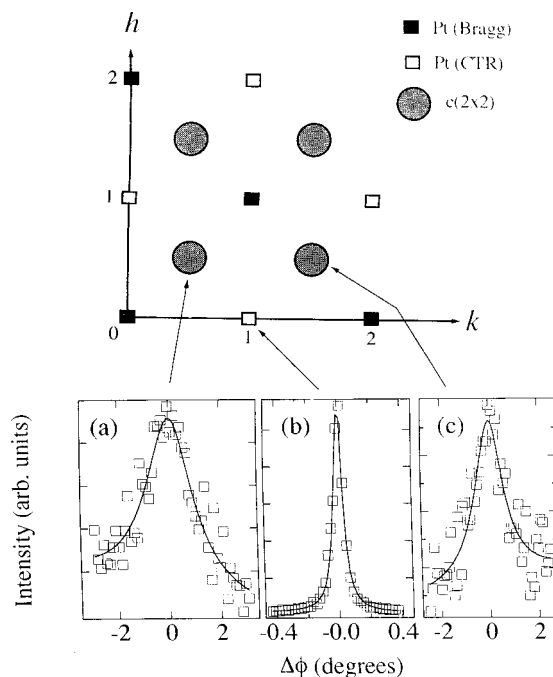 h
Pt (Bragg)
Pt (CTR)
c(2x2)
2
1
0
1
2
k
(a)
(b)
(c)
Intensity (arb. units)
-2 0 2
-0.4 -0.0 0.4
-2 0 2
Δϕ (degrees)